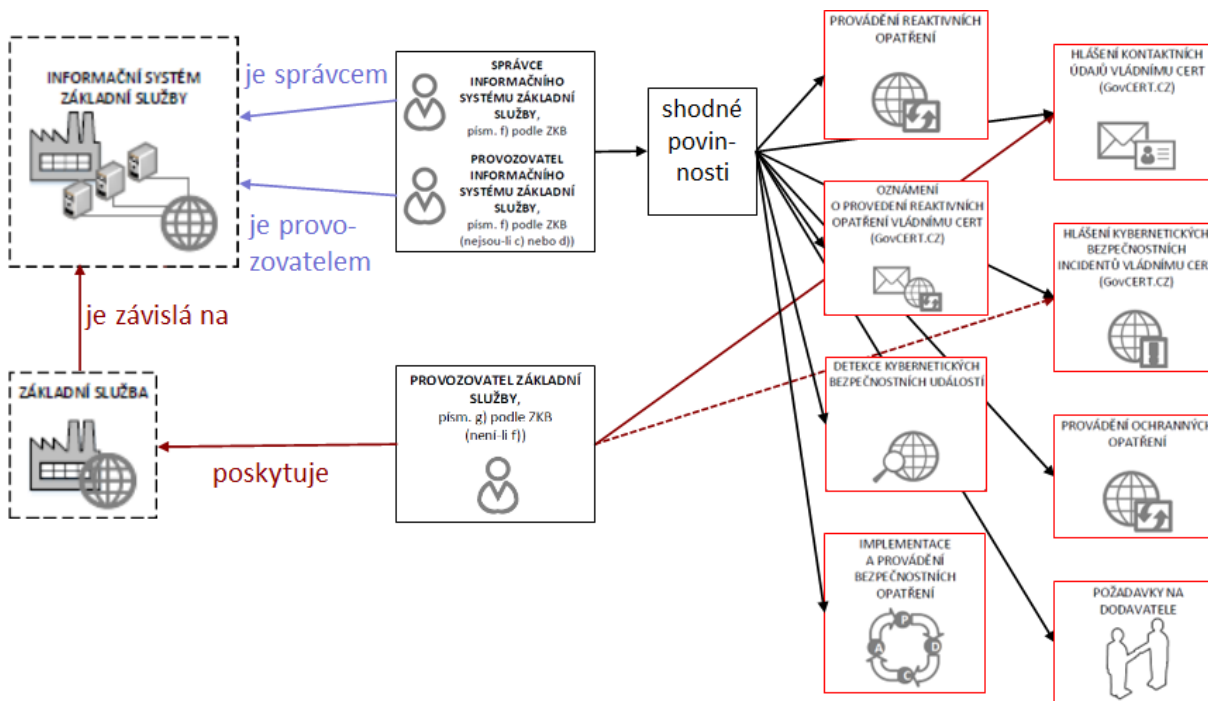 INFORMAČNÍ SYSTÉM
ZÁKLADNÍ SLUŽBY
je správcem
je provo-
zovatelem
SPRÁVCE
INFORMAČNÍHO
SYSTÉMU ZÁKLADNÍ
SLUŽBY,
písm. f) podle ZKB
PROVOZOVATEL
INFORMAČNÍHO
SYSTÉMU ZÁKLADNÍ
SLUŽBY,
písm. f) podle ZKB
(nejsou-li c) nebo d))
shodné
povin-
nosti
je závislá na
ZÁKLADNÍ SLUŽBA
poskytuje
PROVOZOVATEL ZÁKLADNÍ
SLUŽBY,
písm. g) podle ZKB
(není-li f))
PROVÁDĚNÍ REAKTIVNÍCH
OPATŘENÍ
OZNÁMENÍ
O PROVEDENÍ REAKTIVNÍCH
OPATŘENÍ VLÁDNÍMU CERT
(GovCERT.CZ)
DETEKCE KYBERNETICKÝCH
BEZPEČNOSTNÍCH UDÁLOSTÍ
IMPLEMENTACE
A PROVÁDĚNÍ
BEZPEČNOSTNÍCH
OPATŘENÍ
P
D
C
A
HLÁŠENÍ KONTAKTNÍCH
ÚDAJŮ VLÁDNÍMU CERT
(GovCERT.CZ)
HLÁŠENÍ KYBERNETICKÝCH
BEZPEČNOSTNÍCH
INCIDENTŮ VLÁDNÍMU CERT
(GovCERT.CZ)
PROVÁDĚNÍ OCHRANNÝCH
OPATŘENÍ
POŽADAVKY NA
DODAVATELE